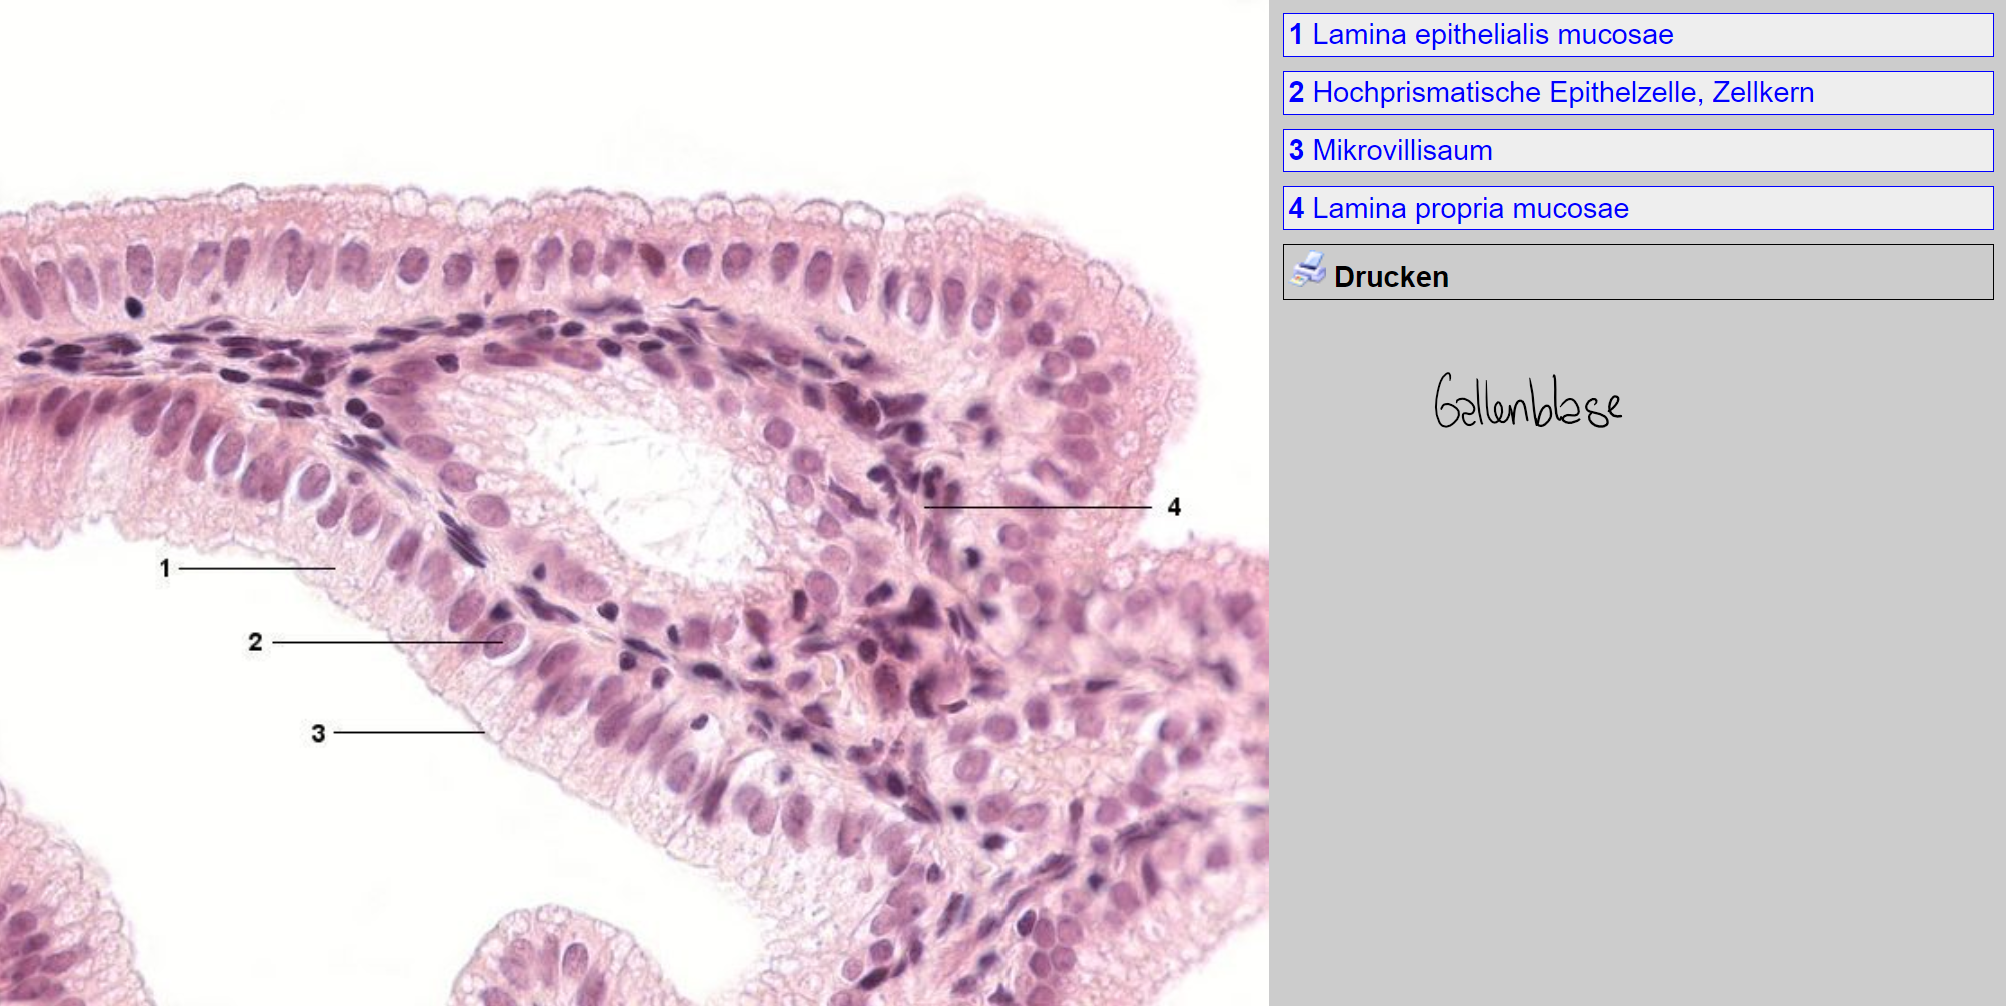 1 Lamina epithelialis mucosae
2 Hochprismatische Epithelzelle, Zellkern
3 Mikrovillisaum
4 Lamina propria mucosae
Drucken
Gallenblase
4
1
2
3